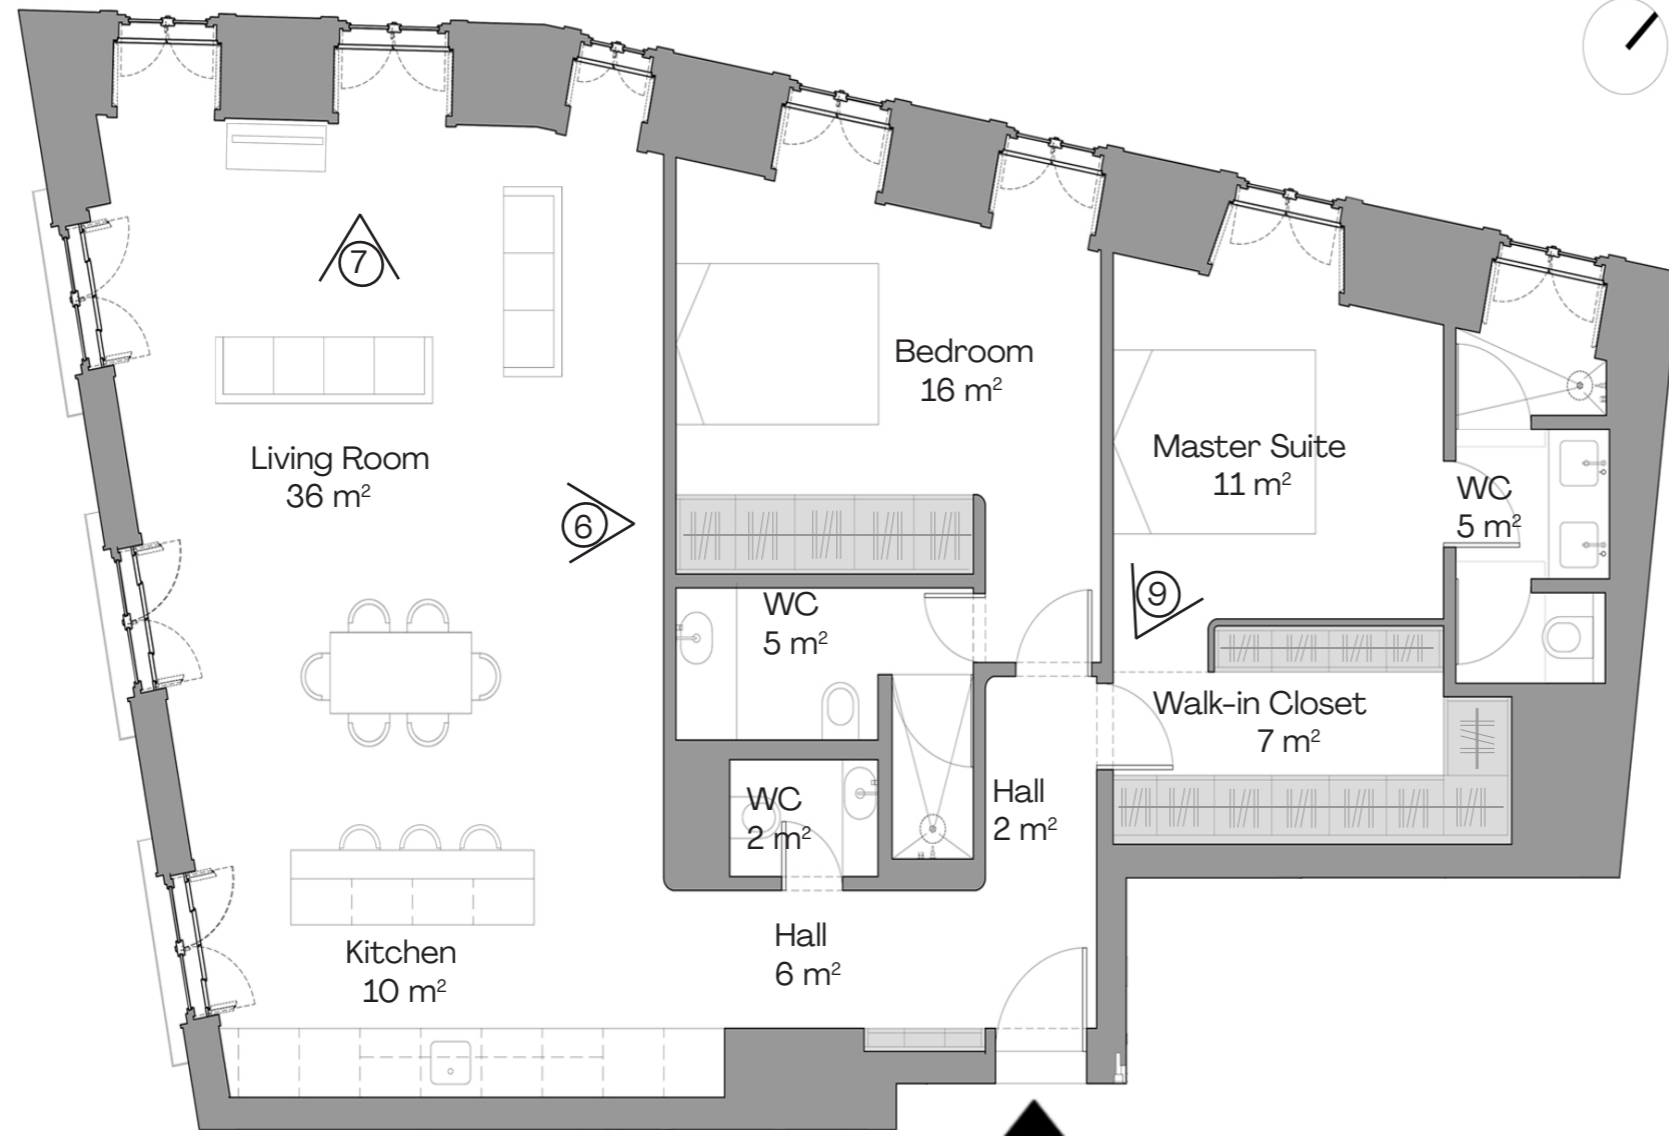 7
Bedroom
16 m²
Living Room
36 m²
Master Suite
11 m²
WC
5 m²
6
9
WC
5 m²
Walk-in Closet
7 m²
WC
2 m²
Hall
2 m²
Kitchen
10 m²
Hall
6 m²